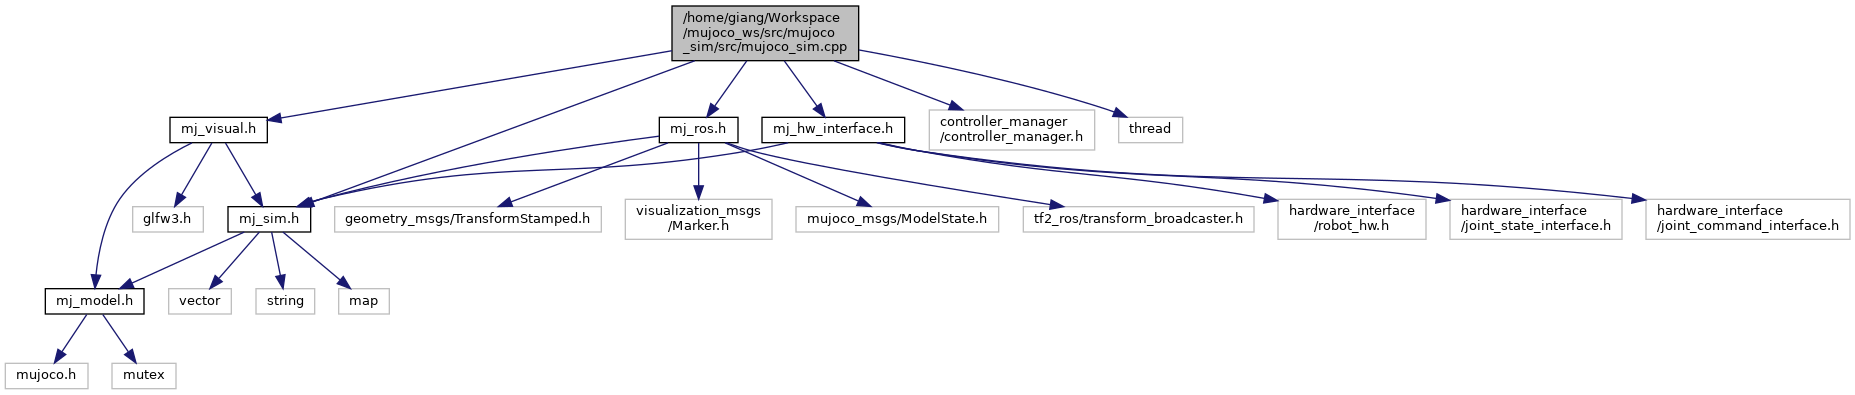 /home/giang/Workspace
/mujoco_ws/src/mujoco
_sim/src/mujoco_sim.cpp
mj_visual.h
mj_ros.h
mj_hw_interface.h
controller_manager
/controller_manager.h
thread
glfw3.h
mj_sim.h
geometry_msgs/TransformStamped.h
visualization_msgs
/Marker.h
mujoco_msgs/ModelState.h
tf2_ros/transform_broadcaster.h
hardware_interface
/robot_hw.h
hardware_interface
/joint_state_interface.h
hardware_interface
/joint_command_interface.h
mj_model.h
vector
string
map
mujoco.h
mutex